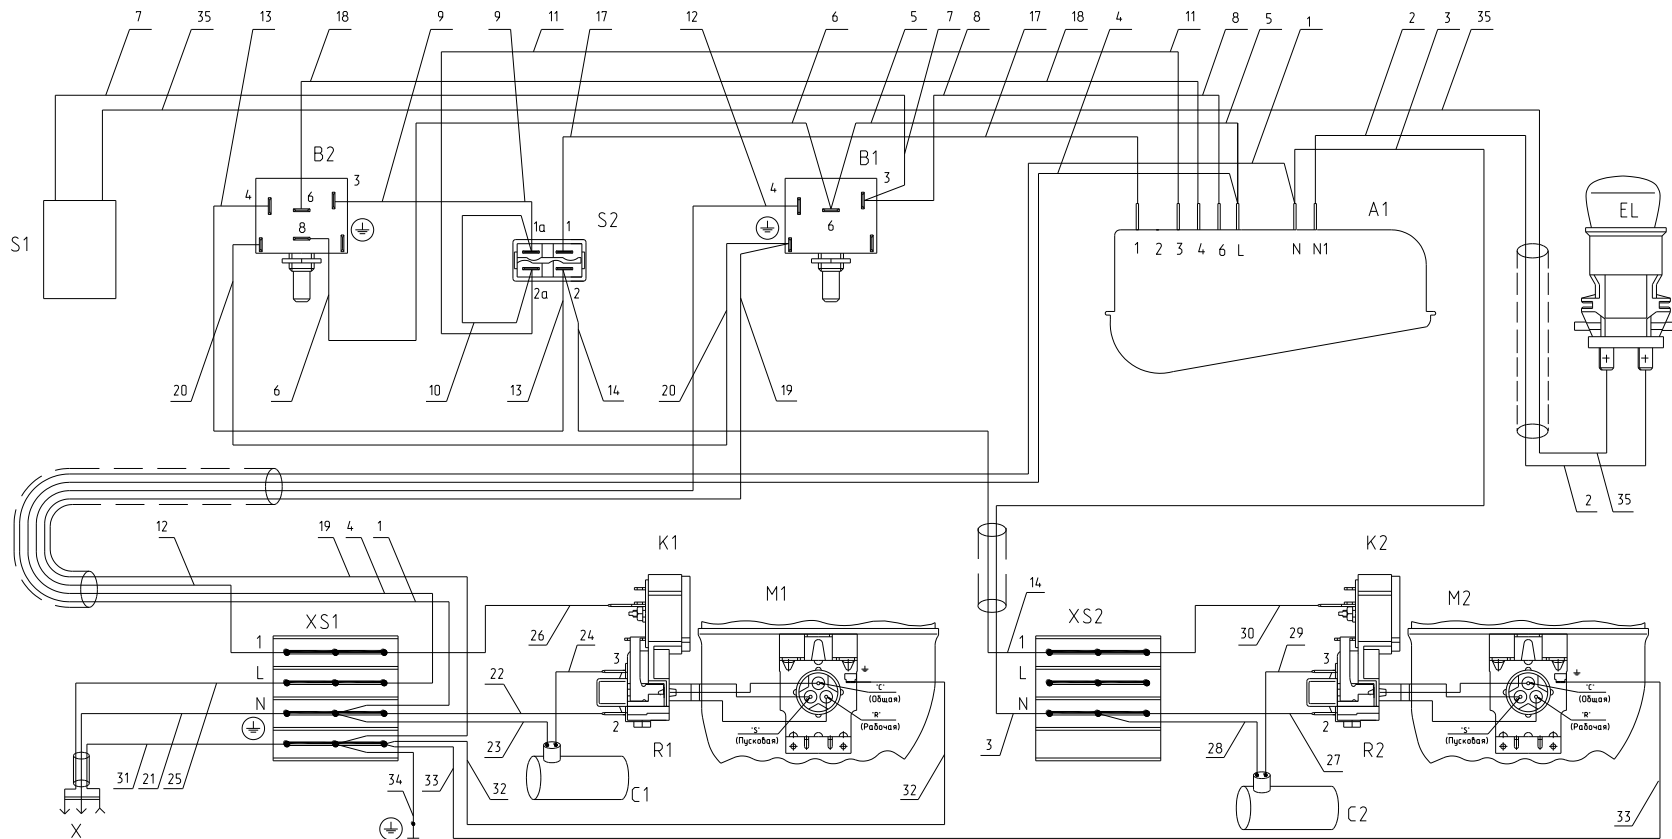 7 35 13 18 9 9 11 17 12 6 5 7 8 17 18 4 11 8 5 1 2 3 35
B2
B1
S1
S2
A1
EL
4 6 3
8
1a 1
2a 2
4 6 3
1 2 3 4 6 L N N1
20 6 10 13 14 20 19
2 35
12 19 4 1
K1
K2
M1
M2
XS1
XS2
14
26 24
30 29
1
L
N
1
L
N
3
2
3
2
22
23
3
28
27
"C"
(Общая)
"R"
(Рабочая)
"S"
(Пусковая)
"C"
(Общая)
"R"
(Рабочая)
"S"
(Пусковая)
R1
R2
31 21 25 34 33 32
C1
32
C2
33
X